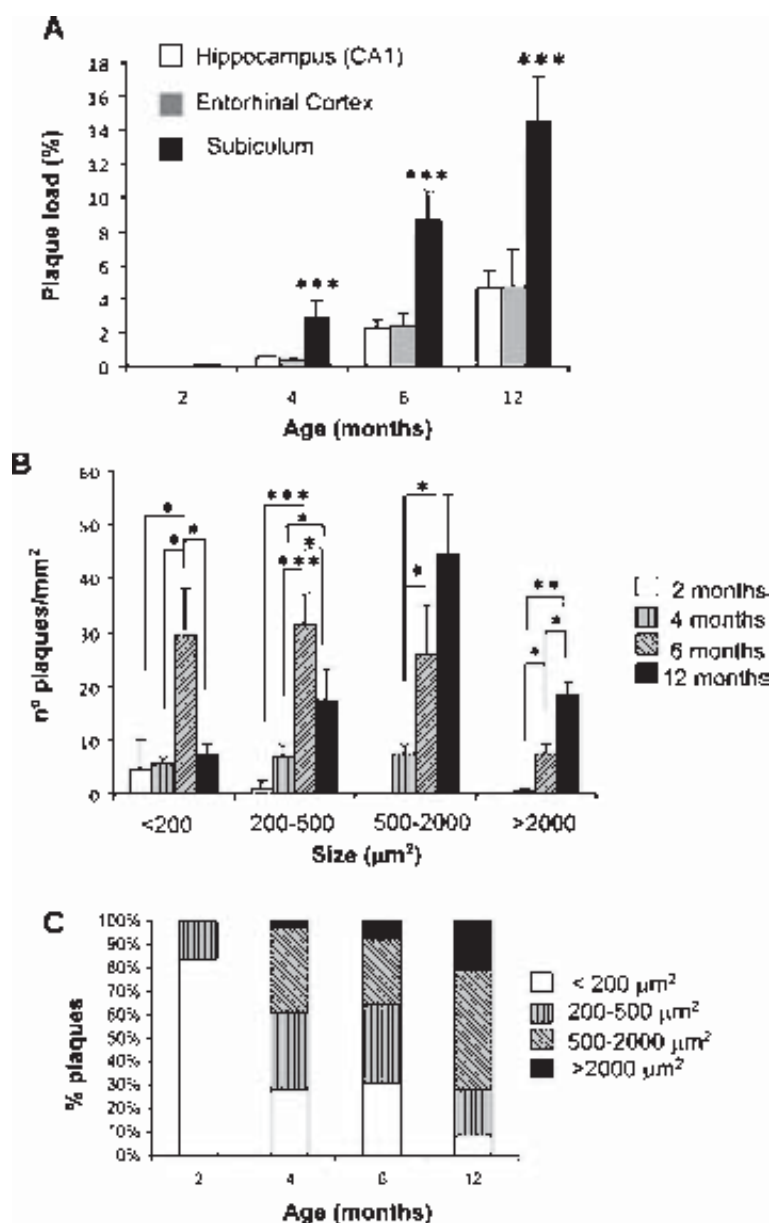 A
Hippocampus (CA1)
Entorhinal Cortex
Subiculum
Plaque load (%)
18
16
14
12
10
8
6
4
2
0
***
***
***
2 4 6 12
Age (months)
B
nº plaques/mm²
60
50
40
30
20
10
0
* * *
*** * * ***
* *
** * *
2 months
4 months
6 months
12 months
<200 200-500 500-2000 >2000
Size (µm²)
C
% plaques
100%
90%
80%
70%
60%
50%
40%
30%
20%
10%
0%
< 200 µm²
200-500 µm²
500-2000 µm²
>2000 µm²
2 4 6 12
Age (months)